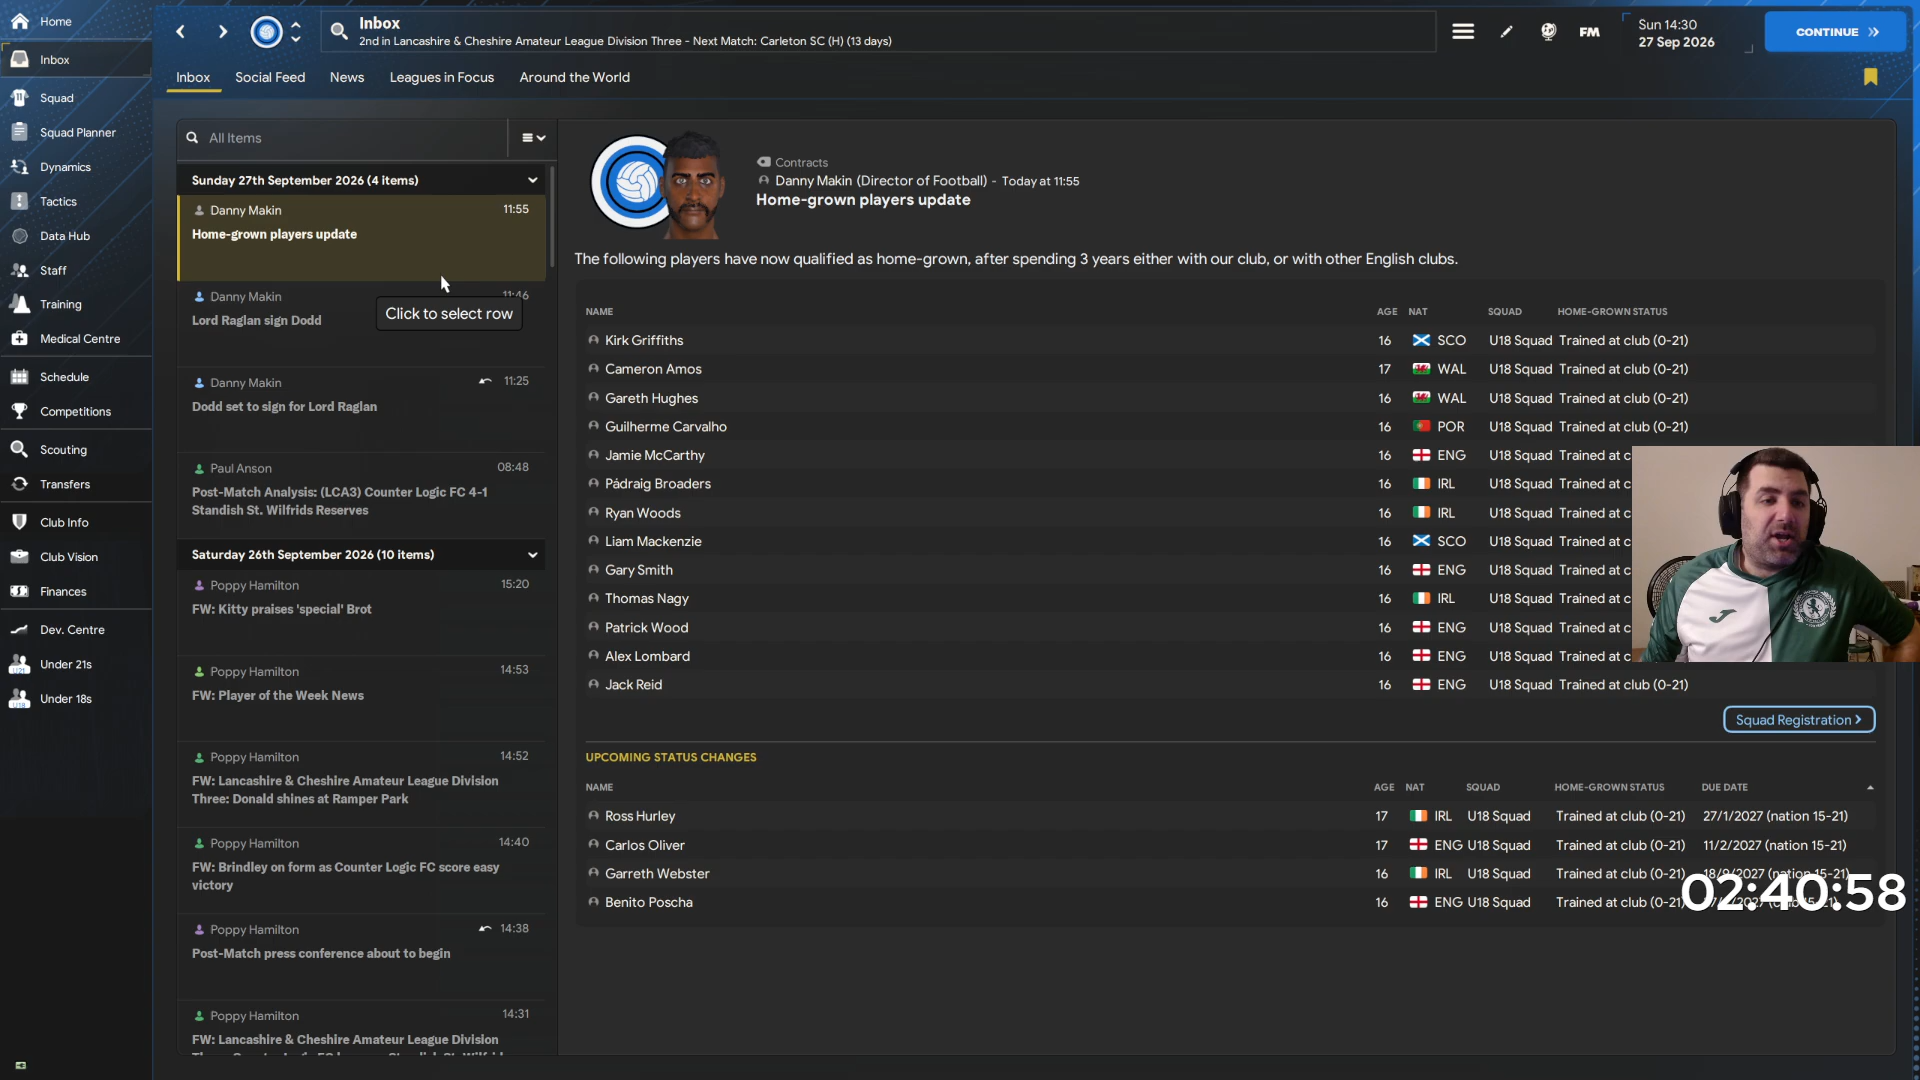 Home
Inbox
Squad
Squad Planner
Dynamics
Tactics
Data Hub
Staff
Training
Medical Centre
Schedule
Competitions
Scouting
Transfers
Club Info
Club Vision
Finances
Dev. Centre
Under 21s
Under 18s
Inbox
2nd in Lancashire & Cheshire Amateur League Division Three - Next Match: Carleton SC (H) (13 days)
FM
Sun 14:30
27 Sep 2026
CONTINUE
Inbox Social Feed News Leagues in Focus Around the World
All Items
Sunday 27th September 2026 (4 items)
Danny Makin 11:55
Home-grown players update
Danny Makin 11:46
Lord Raglan sign Dodd
Click to select row
Danny Makin 11:25
Dodd set to sign for Lord Raglan
Paul Anson 08:48
Post-Match Analysis: (LCA3) Counter Logic FC 4-1
Standish St. Wilfrids Reserves
Saturday 26th September 2026 (10 items)
Poppy Hamilton 15:20
FW: Kitty praises 'special' Brot
Poppy Hamilton 14:53
FW: Player of the Week News
Poppy Hamilton 14:52
FW: Lancashire & Cheshire Amateur League Division
Three: Donald shines at Ramper Park
Poppy Hamilton 14:40
FW: Brindley on form as Counter Logic FC score easy
victory
Poppy Hamilton 14:38
Post-Match press conference about to begin
Poppy Hamilton 14:31
FW: Lancashire & Cheshire Amateur League Division
Contracts
Danny Makin (Director of Football) - Today at 11:55
Home-grown players update
The following players have now qualified as home-grown, after spending 3 years either with our club, or with other English clubs.
NAME AGE NAT SQUAD HOME-GROWN STATUS
Kirk Griffiths 16 SCO U18 Squad Trained at club (0-21)
Cameron Amos 17 WAL U18 Squad Trained at club (0-21)
Gareth Hughes 16 WAL U18 Squad Trained at club (0-21)
Guilherme Carvalho 16 POR U18 Squad Trained at club (0-21)
Jamie McCarthy 16 ENG U18 Squad Trained at c
Pádraig Broaders 16 IRL U18 Squad Trained at c
Ryan Woods 16 IRL U18 Squad Trained at c
Liam Mackenzie 16 SCO U18 Squad Trained at c
Gary Smith 16 ENG U18 Squad Trained at c
Thomas Nagy 16 IRL U18 Squad Trained at c
Patrick Wood 16 ENG U18 Squad Trained at c
Alex Lombard 16 ENG U18 Squad Trained at c
Jack Reid 16 ENG U18 Squad Trained at club (0-21)
Squad Registration
UPCOMING STATUS CHANGES
NAME AGE NAT SQUAD HOME-GROWN STATUS DUE DATE
Ross Hurley 17 IRL U18 Squad Trained at club (0-21) 27/1/2027 (nation 15-21)
Carlos Oliver 17 ENG U18 Squad Trained at club (0-21) 11/2/2027 (nation 15-21)
Garreth Webster 16 IRL U18 Squad Trained at club (0-21)
Benito Poscha 16 ENG U18 Squad Trained at club (0-21)
02:40:58